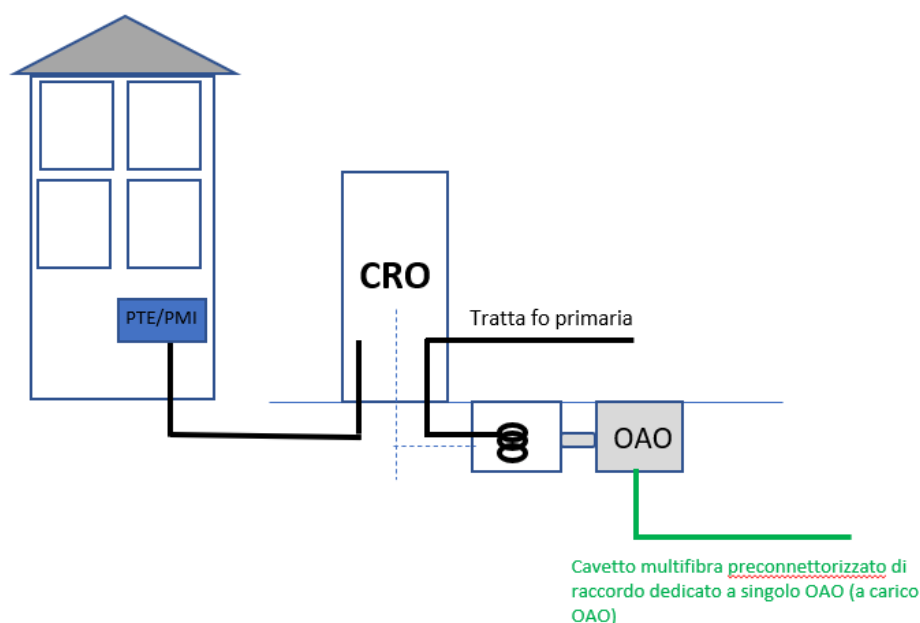 CRO
PTE/PMI
Tratta fo primaria
OAO
Cavetto multifibra preconnettorizzato di
raccordo dedicato a singolo OAO (a carico
OAO)